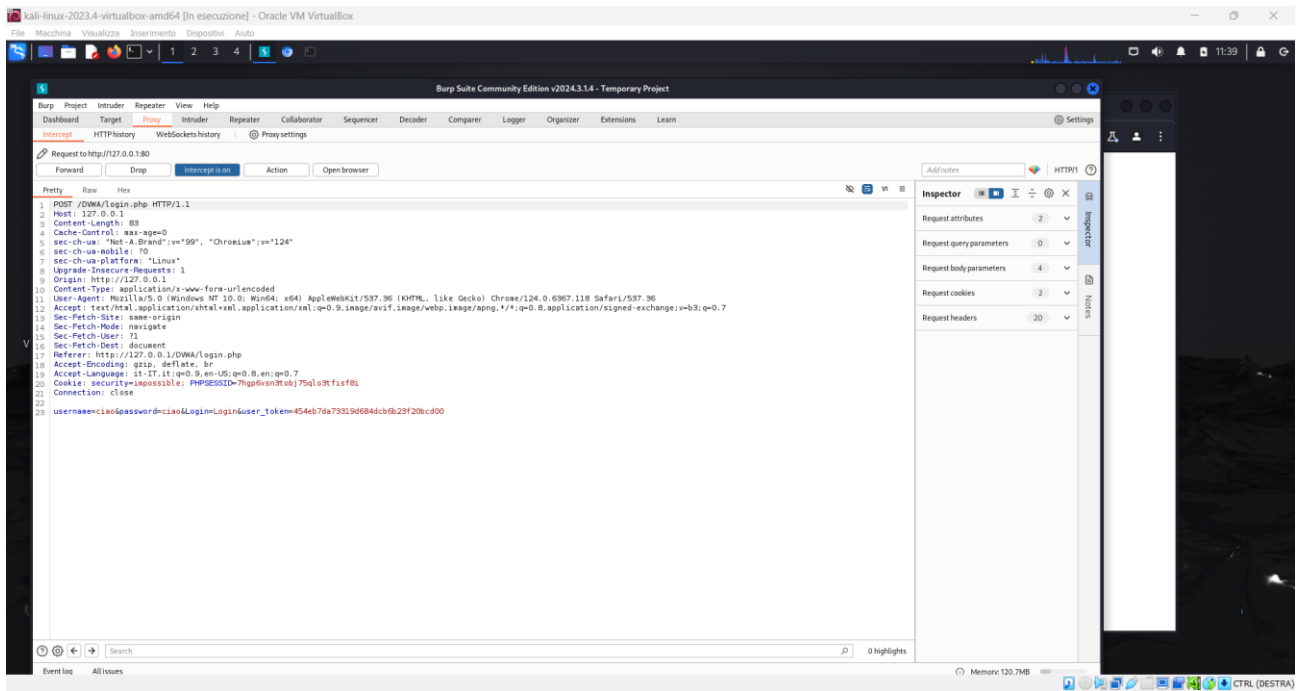 kali-linux-2023.4-virtualbox-amd64 [In esecuzione] - Oracle VM VirtualBox
File Macchina Visualizza Inserimento Dispositivi Aiuto
1 2 3 4 11:39
Burp Suite Community Edition v2024.3.1.4 - Temporary Project
Burp Project Intruder Repeater View Help
Dashboard Target Proxy Intruder Repeater Collaborator Sequencer Decoder Comparer Logger Organizer Extensions Learn Settings
Intercept HTTP history WebSockets history Proxy settings
Request to http://127.0.0.1:80
Forward Drop Intercept is on Action Open browser Add notes HTTP/1
Pretty Raw Hex
Inspector
1 POST /DVWA/login.php HTTP/1.1
2 Host: 127.0.0.1
3 Content-Length: 83
4 Cache-Control: max-age=0
5 sec-ch-ua: "Not-A.Brand";v="99", "Chromium";v="124"
6 sec-ch-ua-mobile: ?0
7 sec-ch-ua-platform: "Linux"
8 Upgrade-Insecure-Requests: 1
9 Origin: http://127.0.0.1
10 Content-Type: application/x-www-form-urlencoded
11 User-Agent: Mozilla/5.0 (Windows NT 10.0; Win64; x64) AppleWebKit/537.36 (KHTML, like Gecko) Chrome/124.0.6367.118 Safari/537.36
12 Accept: text/html,application/xhtml+xml,application/xml;q=0.9,image/avif,image/webp,image/apng,*/*;q=0.8,application/signed-exchange;v=b3;q=0.7
13 Sec-Fetch-Site: same-origin
14 Sec-Fetch-Mode: navigate
15 Sec-Fetch-User: ?1
16 Sec-Fetch-Dest: document
17 Referer: http://127.0.0.1/DVWA/login.php
18 Accept-Encoding: gzip, deflate, br
19 Accept-Language: it-IT,it;q=0.9,en-US;q=0.8,en;q=0.7
20 Cookie: security=impossible; PHPSESSID=7hgp6vsn3tobj75qlo3tfisf8i
21 Connection: close
22
23 username=ciao&password=ciao&Login=Login&user_token=454eb7da73319d684dcb6b23f20bcd00
Request attributes 2
Request query parameters 0
Request body parameters 4
Request cookies 2
Request headers 20
Inspector
Notes
Search 0 highlights
Event log All issues Memory: 120.7MB
CTRL (DESTRA)